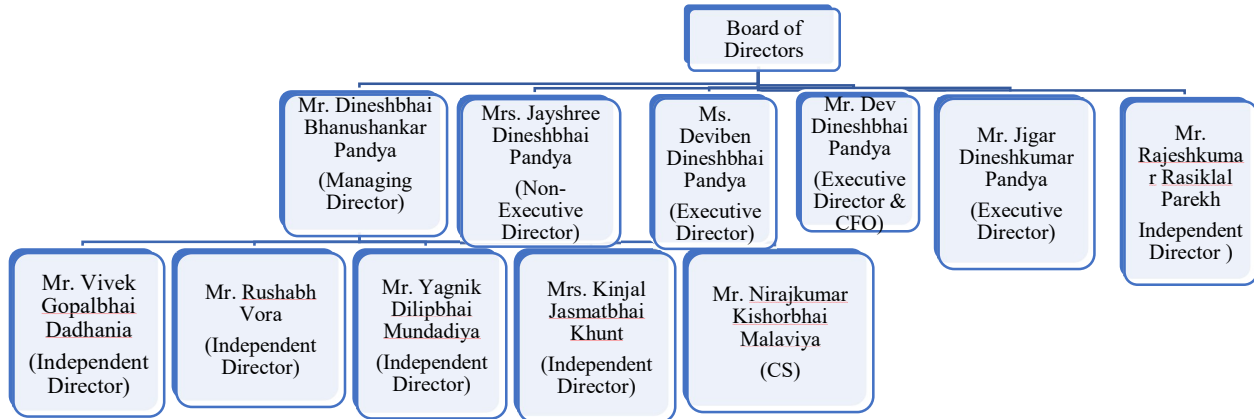 Board of
Directors
Mr. Dineshbhai
Bhanushankar
Pandya
(Managing
Director)
Mrs. Jayshree
Dineshbhai
Pandya
(Non-
Executive
Director)
Ms.
Deviben
Dineshbhai
Pandya
(Executive
Director)
Mr. Dev
Dineshbhai
Pandya
(Executive
Director &
CFO)
Mr. Jigar
Dineshkumar
Pandya
(Executive
Director)
Mr.
Rajeshkuma
r Rasiklal
Parekh
Independent
Director )
Mr. Vivek
Gopalbhai
Dadhania
(Independent
Director)
Mr. Rushabh
Vora
(Independent
Director)
Mr. Yagnik
Dilipbhai
Mundadiya
(Independent
Director)
Mrs. Kinjal
Jasmatbhai
Khunt
(Independent
Director)
Mr. Nirajkumar
Kishorbhai
Malaviya
(CS)